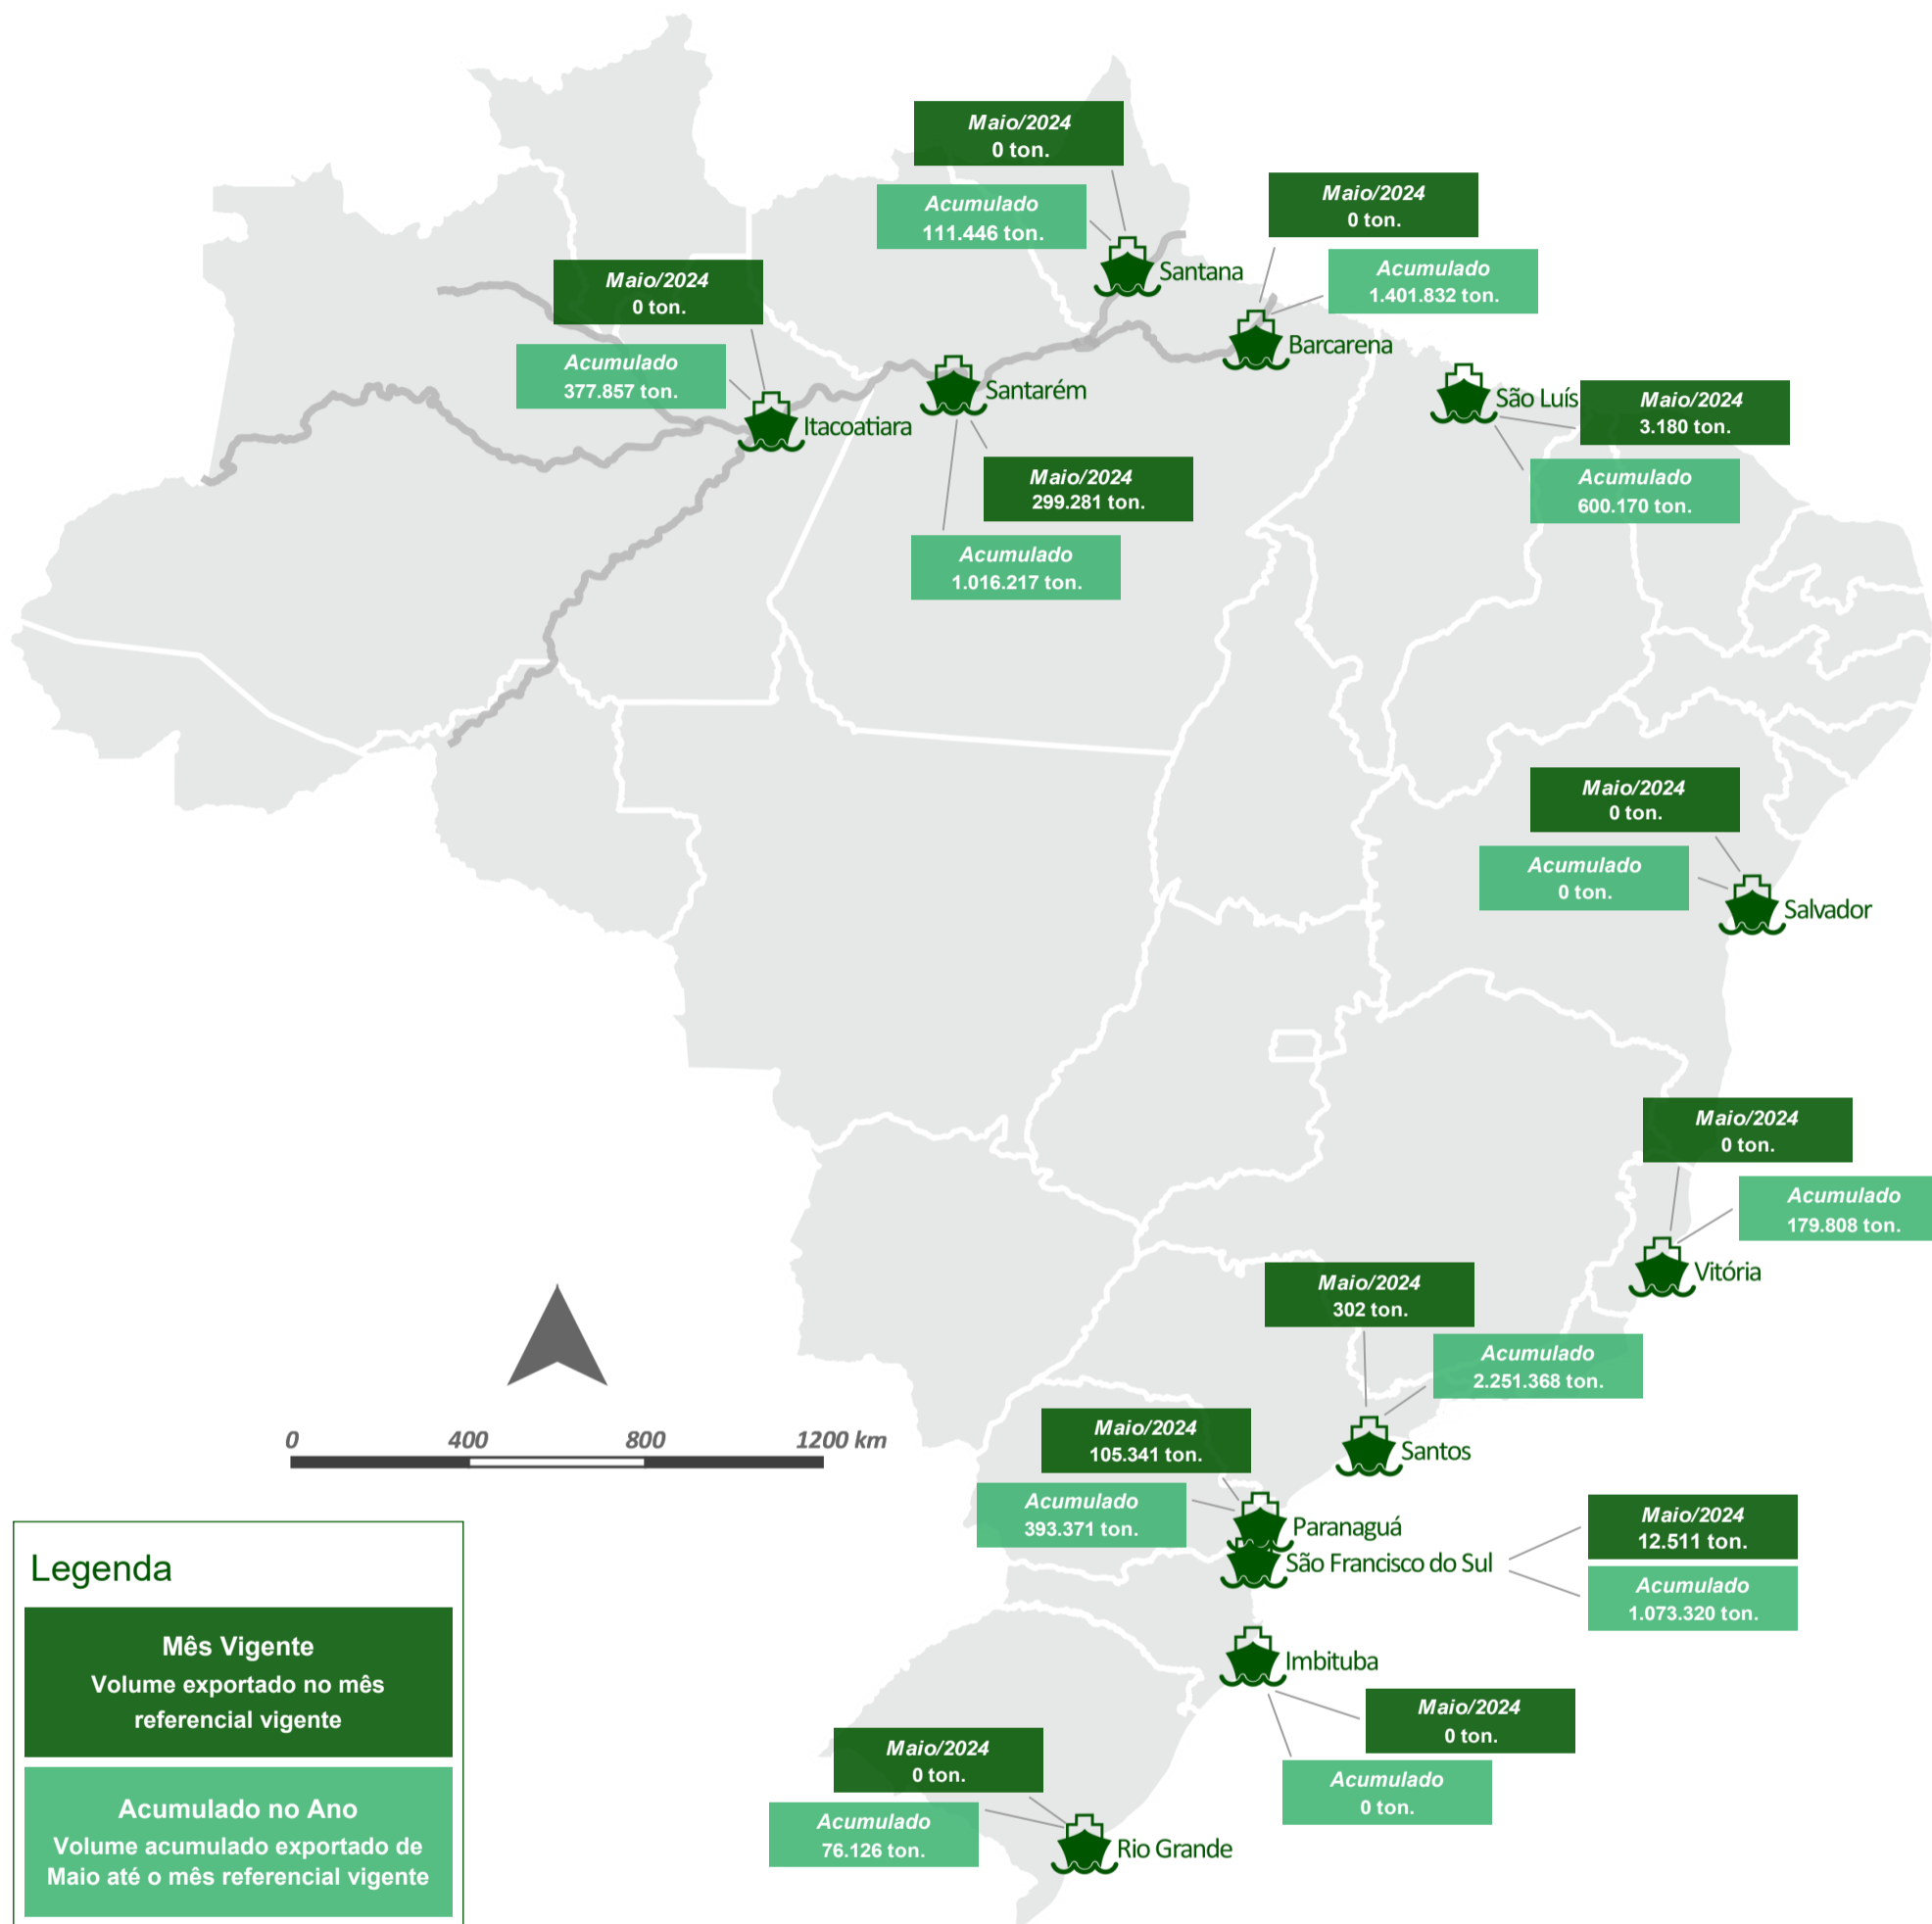 Maio/2024
0 ton.
Acumulado
111.446 ton.
Santana
Maio/2024
0 ton.
Acumulado
1.401.832 ton.
Barcarena
Maio/2024
0 ton.
Acumulado
377.857 ton.
Itacoatiara
Santarém
Maio/2024
299.281 ton.
Acumulado
1.016.217 ton.
São Luís
Maio/2024
3.180 ton.
Acumulado
600.170 ton.
Maio/2024
0 ton.
Acumulado
0 ton.
Salvador
Maio/2024
0 ton.
Acumulado
179.808 ton.
Vitória
Maio/2024
302 ton.
Acumulado
2.251.368 ton.
Santos
Maio/2024
105.341 ton.
Acumulado
393.371 ton.
Paranaguá
São Francisco do Sul
Maio/2024
12.511 ton.
Acumulado
1.073.320 ton.
Imbituba
Maio/2024
0 ton.
Acumulado
0 ton.
Maio/2024
0 ton.
Acumulado
76.126 ton.
Rio Grande
0 400 800 1200 km
Legenda
Mês Vigente
Volume exportado no mês
referencial vigente
Acumulado no Ano
Volume acumulado exportado de
Maio até o mês referencial vigente